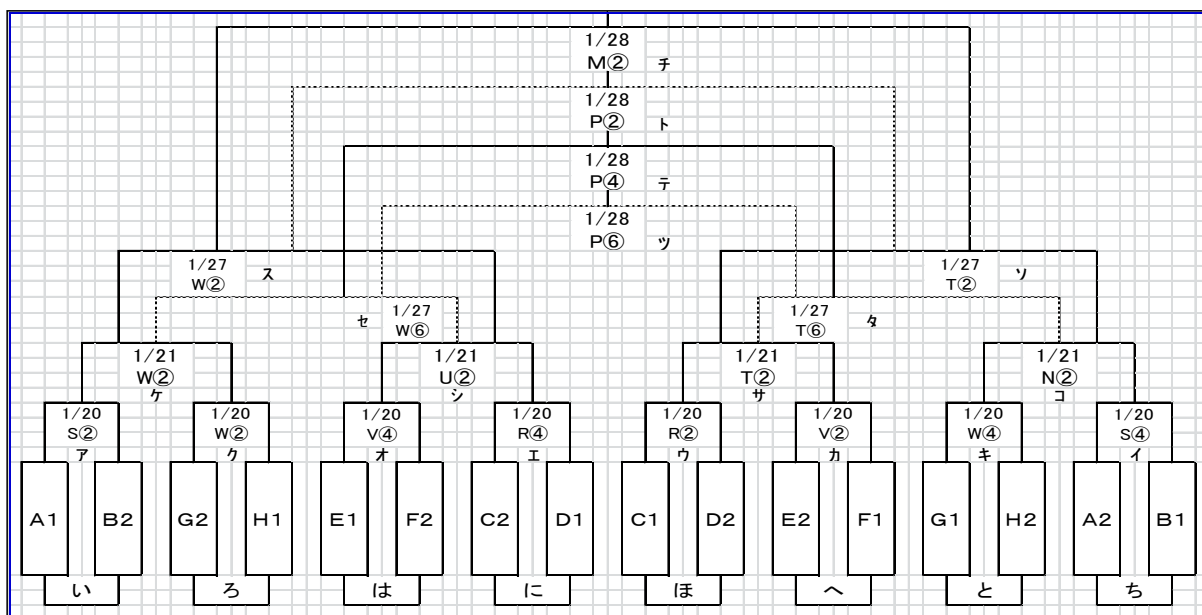 1/28
M② チ
1/28
P② ト
1/28
P④ テ
1/28
P⑥ ツ
1/27 ス
W②
1/27 ソ
T②
セ 1/27
W⑥
1/27 タ
T⑥
1/21 1/21 1/21 1/21
W② U② T② N②
ケ シ サ コ
1/20 1/20 1/20 1/20 1/20 1/20 1/20 1/20
S② W② V④ R④ R② V② W④ S④
ア ク オ エ ウ カ キ イ
A1 B2 G2 H1 E1 F2 C2 D1 C1 D2 E2 F1 G1 H2 A2 B1
い ろ は に ほ へ と ち